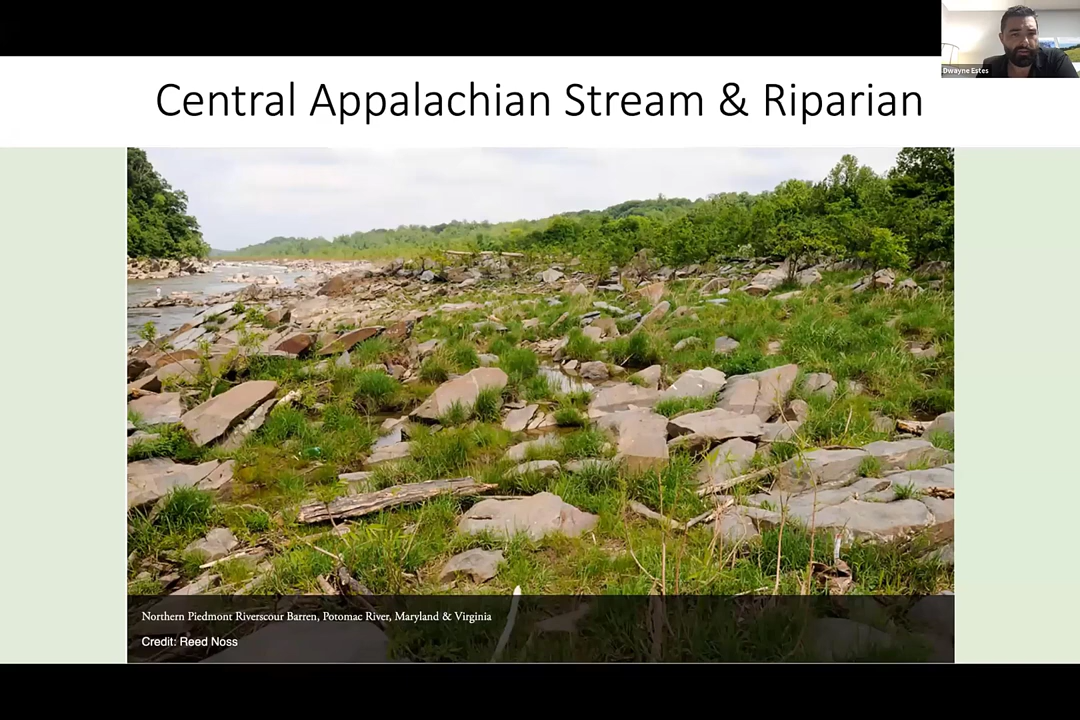 Dwayne Estes
Central Appalachian Stream & Riparian
Northern Piedmont Riverscour Barren, Potomac River, Maryland & Virginia
Credit: Reed Noss